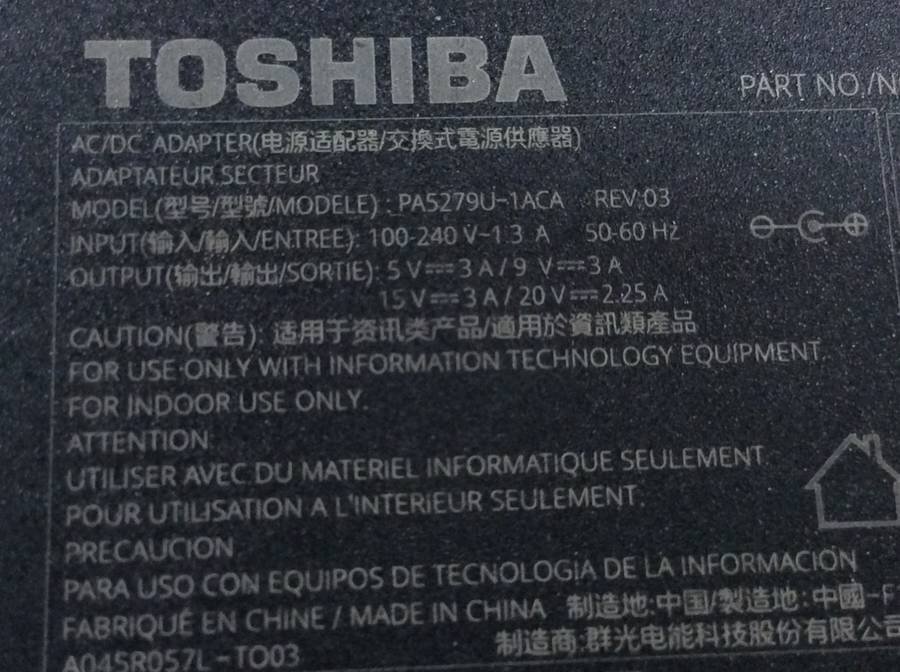 TOSHIBA
PART NO./N
AC/DC ADAPTER(电源适配器/交換式電源供應器)
ADAPTATEUR SECTEUR
MODEL(型号/型號/MODELE) : PA5279U-1ACA REV 03
INPUT(输入/輸入/ENTREE): 100-240 V~1.3 A 50-60 Hz
OUTPUT(输出/輸出/SORTIE): 5 V⎓3 A / 9 V⎓3 A
15 V⎓3 A / 20 V⎓2.25 A
CAUTION(警告): 适用于资讯类产品/適用於資訊類產品
FOR USE ONLY WITH INFORMATION TECHNOLOGY EQUIPMENT.
FOR INDOOR USE ONLY.
ATTENTION:
UTILISER AVEC DU MATERIEL INFORMATIQUE SEULEMENT.
POUR UTILISATION A L'INTERIEUR SEULEMENT.
PRECAUCION
PARA USO CON EQUIPOS DE TECNOLOGIA DE LA INFORMACION
FABRIQUÉ EN CHINE / MADE IN CHINA 制造地:中国/製造地:中國-F
制造商:群光电能科技股份有限公司
A045R057L-TO03